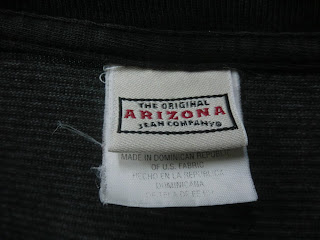 THE ORIGINAL
ARIZONA
JEAN COMPANY®
MADE IN DOMINICAN REPUBLIC
OF U.S. FABRIC
HECHO EN LA REPUBLICA
DOMINICANA